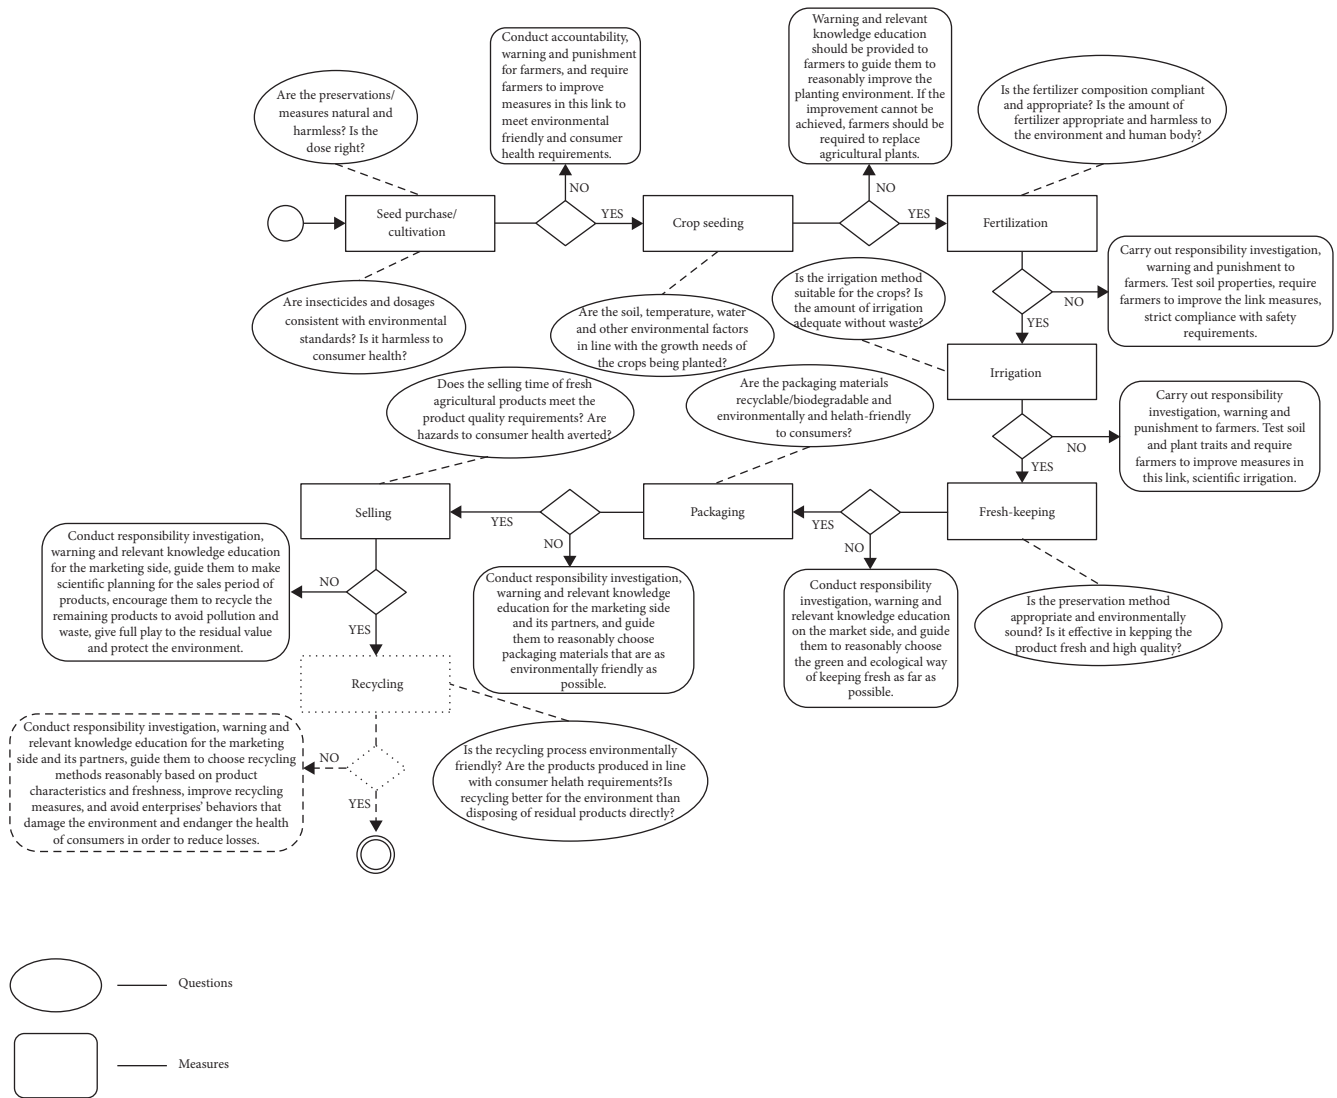 Are the preservations/
measures natural and
harmless? Is the
dose right?
Conduct accountability,
warning and punishment
for farmers, and require
farmers to improve
measures in this link to
meet environmental
friendly and consumer
health requirements.
Warning and relevant
knowledge education
should be provided to
farmers to guide them to
reasonably improve the
planting environment. If the
improvement cannot be
achieved, farmers should be
required to replace
agricultural plants.
Is the fertilizer composition compliant
and appropriate? Is the amount of
fertilizer appropriate and harmless to
the environment and human body?
NO
NO
Seed purchase/
cultivation
YES
Crop seeding
YES
Fertilization
Are insecticides and dosages
consistent with environmental
standards? Is it harmless to
consumer health?
Are the soil, temperature, water
and other environmental factors
in line with the growth needs of
the crops being planted?
Is the irrigation method
suitable for the crops? Is
the amount of irrigation
adequate without waste?
NO
YES
Carry out responsibility investigation,
warning and punishment to
farmers. Test soil properties, require
farmers to improve the link measures,
strict compliance with safety
requirements.
Irrigation
Does the selling time of fresh
agricultural products meet the
product quality requirements? Are
hazards to consumer health averted?
Are the packaging materials
recyclable/biodegradable and
environmentally and helath-friendly
to consumers?
NO
YES
Carry out responsibility
investigation, warning and
punishment to farmers. Test soil
and plant traits and require
farmers to improve measures in
this link, scientific irrigation.
Selling
YES
NO
Packaging
YES
NO
Fresh-keeping
Conduct responsibility investigation,
warning and relevant knowledge education
for the marketing side, guide them to make
scientific planning for the sales period of
products, encourage them to recycle the
remaining products to avoid pollution and
waste, give full play to the residual value
and protect the environment.
NO
YES
Conduct responsibility investigation,
warning and relevant knowledge
education for the marketing side
and its partners, and guide
them to reasonably choose
packaging materials that are as
environmentally friendly as
possible.
Conduct responsibility
investigation, warning and
relevant knowledge education
on the market side, and guide
them to reasonably choose
the green and ecological way
of keeping fresh as far as
possible.
Is the preservation method
appropriate and environmentally
sound? Is it effective in kepping the
product fresh and high quality?
Recycling
Conduct responsibility investigation, warning and
relevant knowledge education for the marketing
side and its partners, guide them to choose recycling
methods reasonably based on product
characteristics and freshness, improve recycling
measures, and avoid enterprises' behaviors that
damage the environment and endanger the health
of consumers in order to reduce losses.
NO
YES
Is the recycling process environmentally
friendly? Are the products produced in line
with consumer helath requirements?Is
recycling better for the environment than
disposing of residual products directly?
Questions
Measures